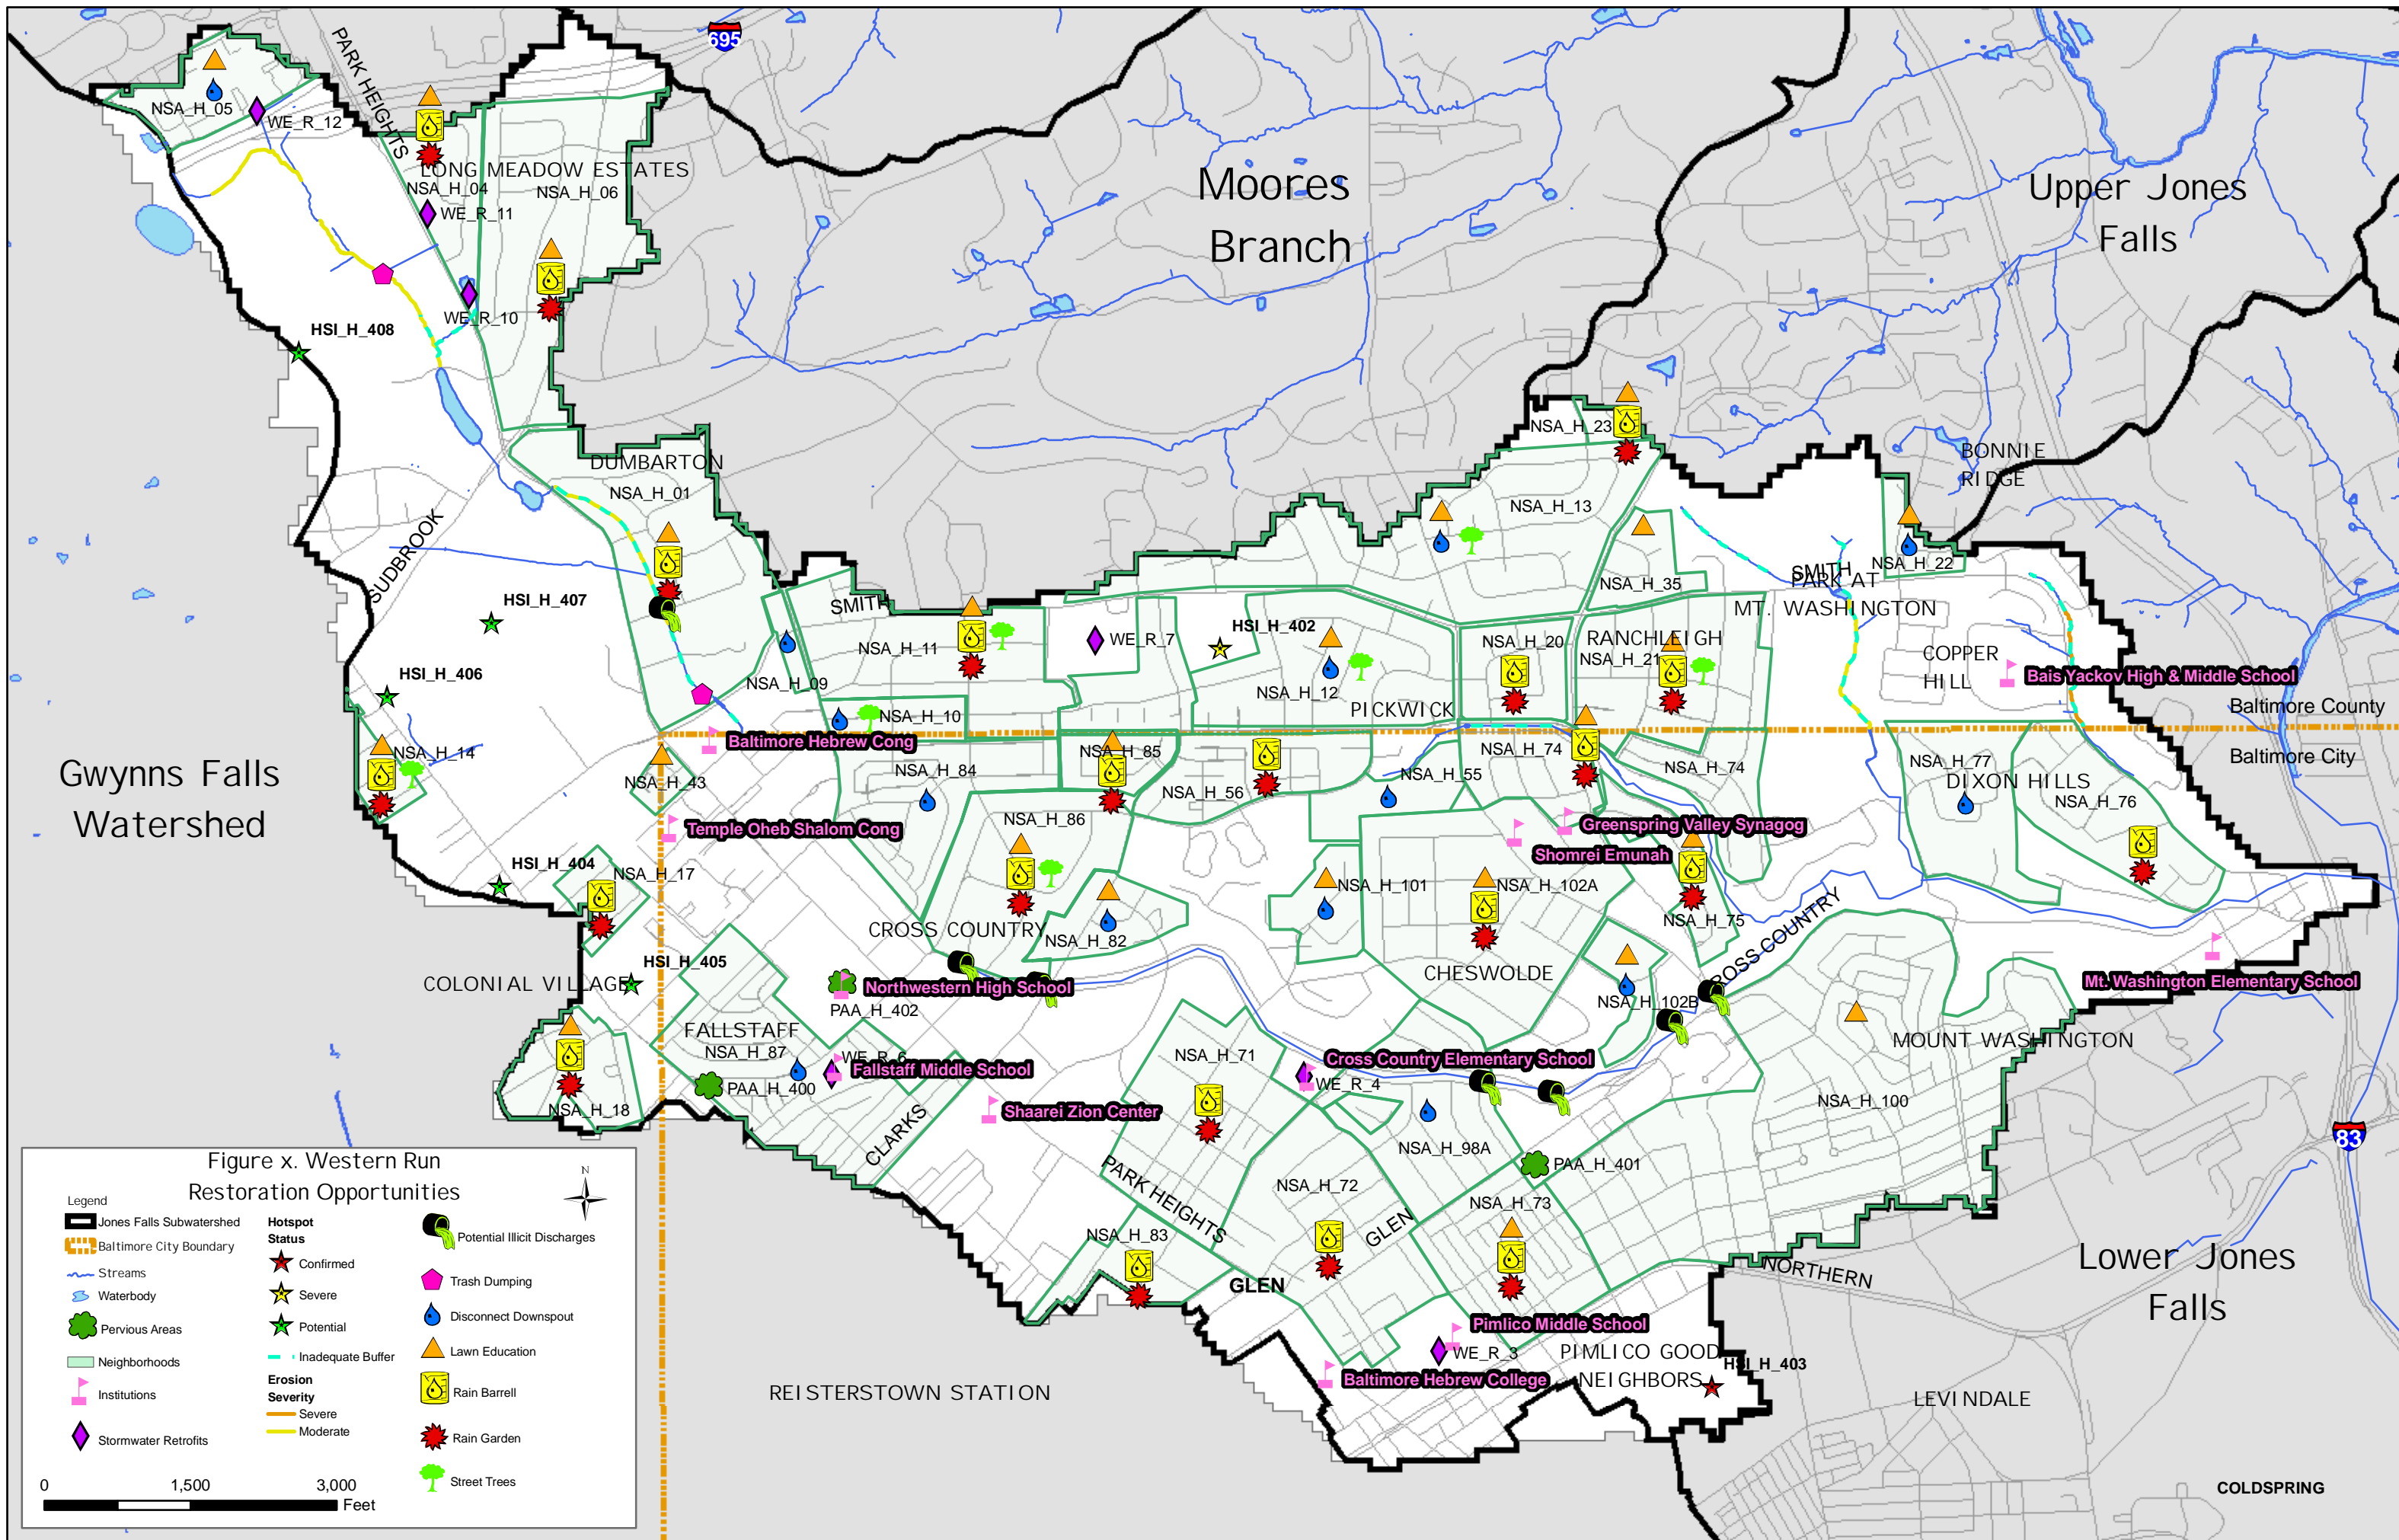 695
PARK HEIGHTS
NSA_H_05
WE_R_12
LONG MEADOW ESTATES
NSA_H_04
NSA_H_06
WE_R_11
WE_R_10
Moores
Branch
Upper Jones
Falls
HSI_H_408
DUMBARTON
NSA_H_01
NSA_H_23
NSA_H_13
BONNIE
RIDGE
SUDBROOK
HSI_H_407
HSI_H_406
SMITH
NSA_H_11
NSA_H_09
NSA_H_10
WE_R_7
HSI_H_402
NSA_H_12
PICKWICK
NSA_H_20
NSA_H_35
RANCHLEIGH
NSA_H_21
SMITH
PARK AT
MT. WASHINGTON
NSA_H_22
COPPER
HILL
Bais Yackov High & Middle School
Baltimore County
Baltimore City
Gwynns Falls
Watershed
NSA_H_14
Baltimore Hebrew Cong
NSA_H_43
NSA_H_84
NSA_H_85
NSA_H_56
NSA_H_55
NSA_H_74
NSA_H_74
NSA_H_77
DIXON HILLS
NSA_H_76
Temple Oheb Shalom Cong
NSA_H_86
Greenspring Valley Synagog
Shomrei Emunah
HSI_H_404
NSA_H_17
NSA_H_101
NSA_H_102A
NSA_H_75
CROSS COUNTRY
NSA_H_82
CROSS COUNTRY
CHESWOLDE
COLONIAL VILLAGE
HSI_H_405
Northwestern High School
PAA_H_402
NSA_H_102B
Mt. Washington Elementary School
FALLSTAFF
NSA_H_87
WE_R_6
Fallstaff Middle School
PAA_H_400
NSA_H_18
NSA_H_71
Cross Country Elementary School
WE_R_4
MOUNT WASHINGTON
NSA_H_100
Shaarei Zion Center
CLARKS
PARK HEIGHTS
NSA_H_98A
PAA_H_401
NSA_H_72
NSA_H_73
GLEN
NSA_H_83
GLEN
83
NORTHERN
Lower Jones
Falls
Pimlico Middle School
WE_R_3
PIMLICO GOOD
NEIGHBORS
HSI_H_403
Baltimore Hebrew College
REISTERSTOWN STATION
LEVINDALE
COLDSPRING
Figure x. Western Run
Restoration Opportunities
N
Legend
Jones Falls Subwatershed
Baltimore City Boundary
Streams
Waterbody
Pervious Areas
Neighborhoods
Institutions
Stormwater Retrofits
Hotspot
Status
Confirmed
Severe
Potential
Inadequate Buffer
Erosion
Severity
Severe
Moderate
Potential Illicit Discharges
Trash Dumping
Disconnect Downspout
Lawn Education
Rain Barrell
Rain Garden
Street Trees
0 1,500 3,000
Feet